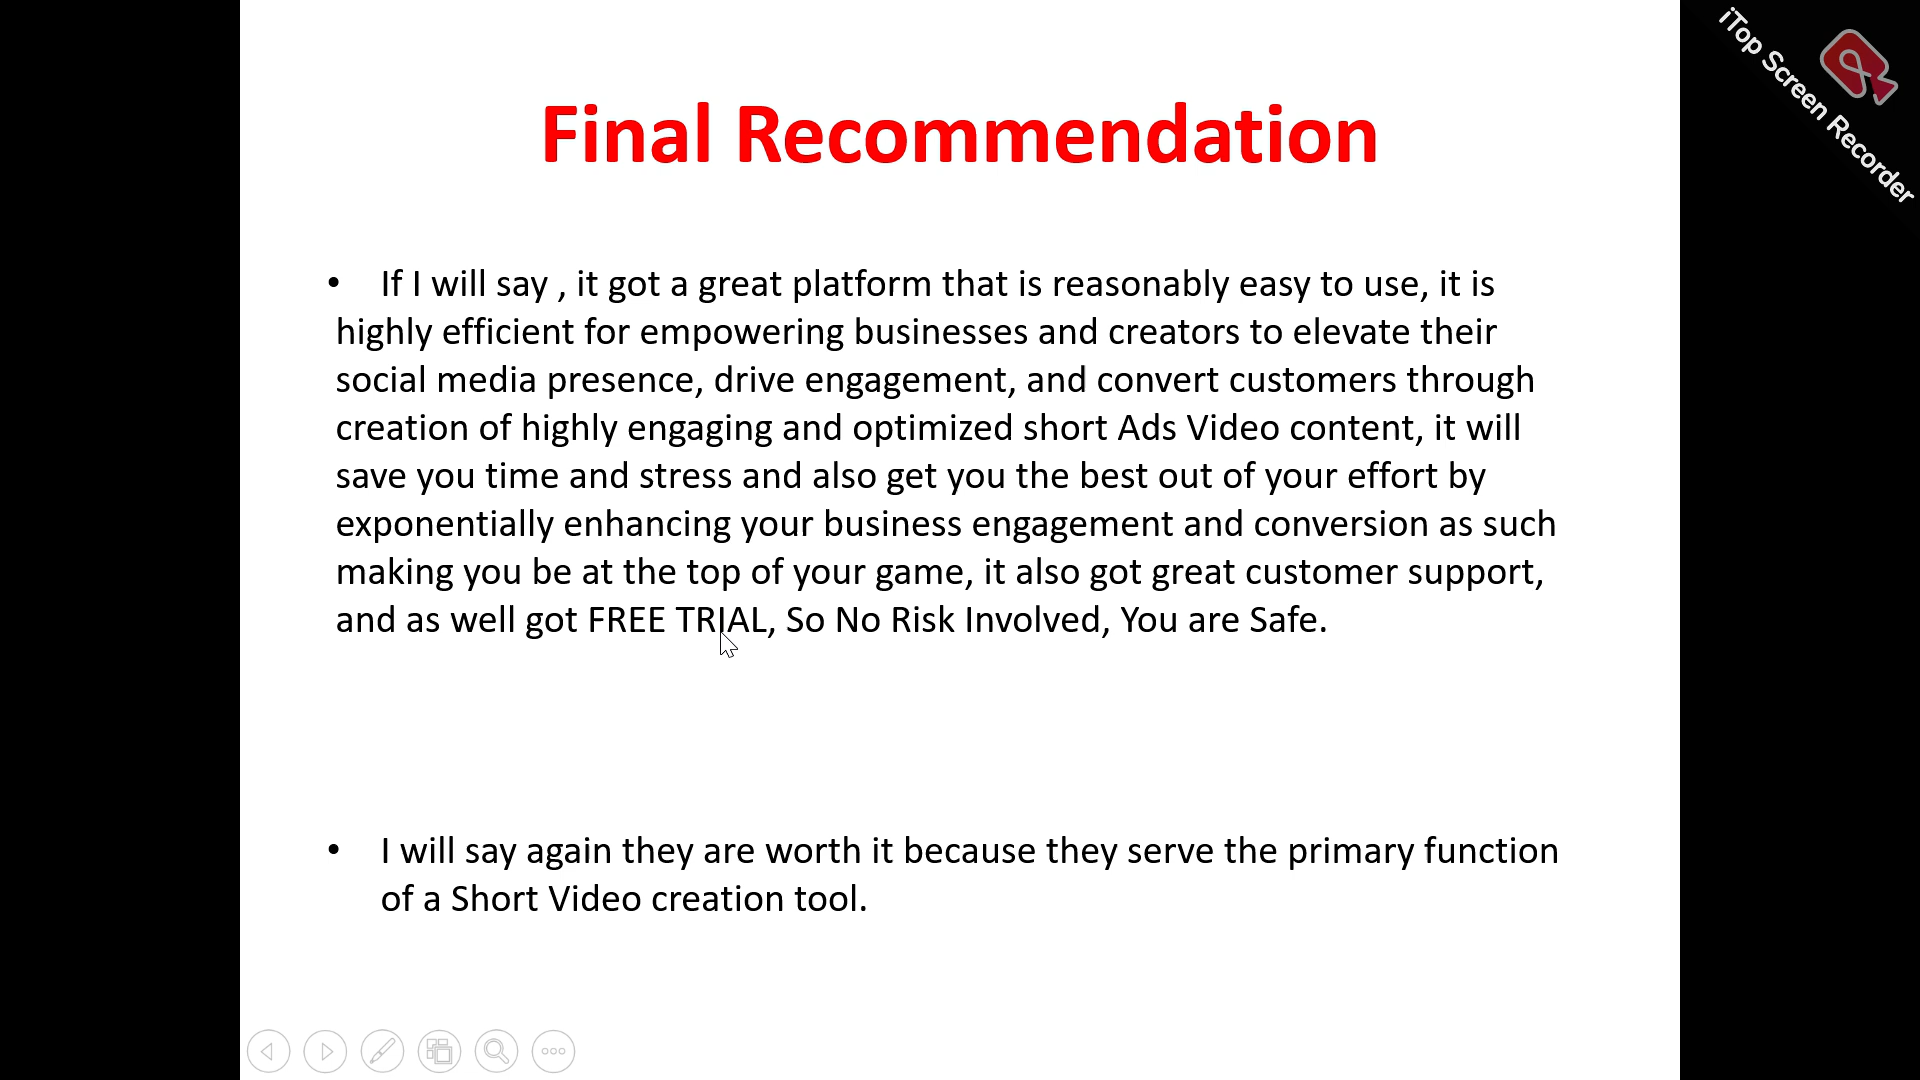 iTop Screen Recorder
Final Recommendation
• If I will say , it got a great platform that is reasonably easy to use, it is
highly efficient for empowering businesses and creators to elevate their
social media presence, drive engagement, and convert customers through
creation of highly engaging and optimized short Ads Video content, it will
save you time and stress and also get you the best out of your effort by
exponentially enhancing your business engagement and conversion as such
making you be at the top of your game, it also got great customer support,
and as well got FREE TRIAL, So No Risk Involved, You are Safe.
• I will say again they are worth it because they serve the primary function
of a Short Video creation tool.